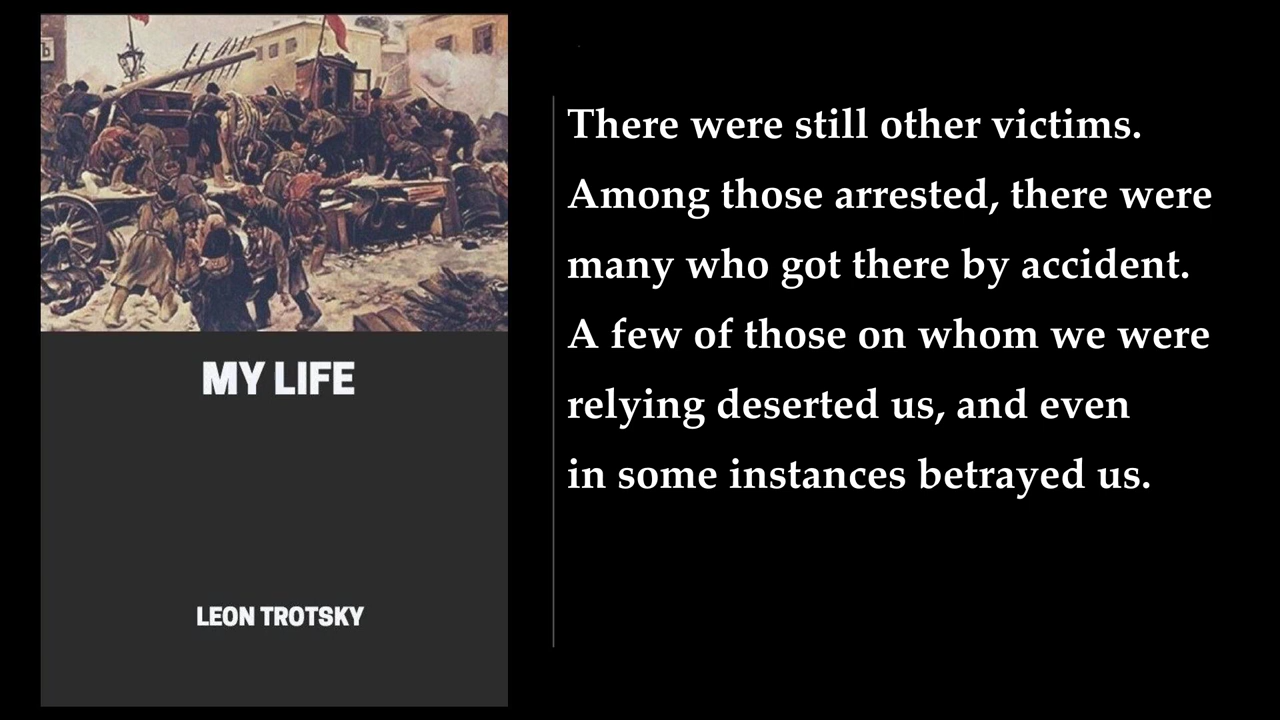 MY LIFE
LEON TROTSKY
There were still other victims.
Among those arrested, there were
many who got there by accident.
A few of those on whom we were
relying deserted us, and even
in some instances betrayed us.